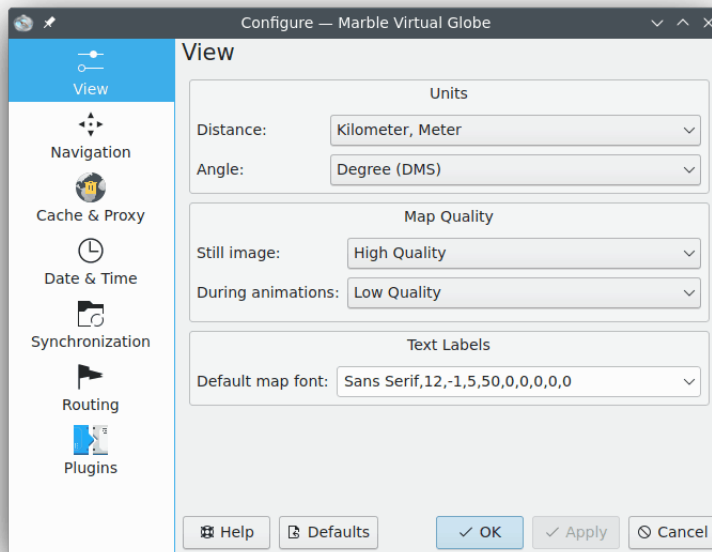 Configure — Marble Virtual Globe
View
Navigation
Cache & Proxy
Date & Time
Synchronization
Routing
Plugins
View
Units
Distance: Kilometer, Meter
Angle: Degree (DMS)
Map Quality
Still image: High Quality
During animations: Low Quality
Text Labels
Default map font: Sans Serif,12,-1,5,50,0,0,0,0,0
Help Defaults OK Apply Cancel